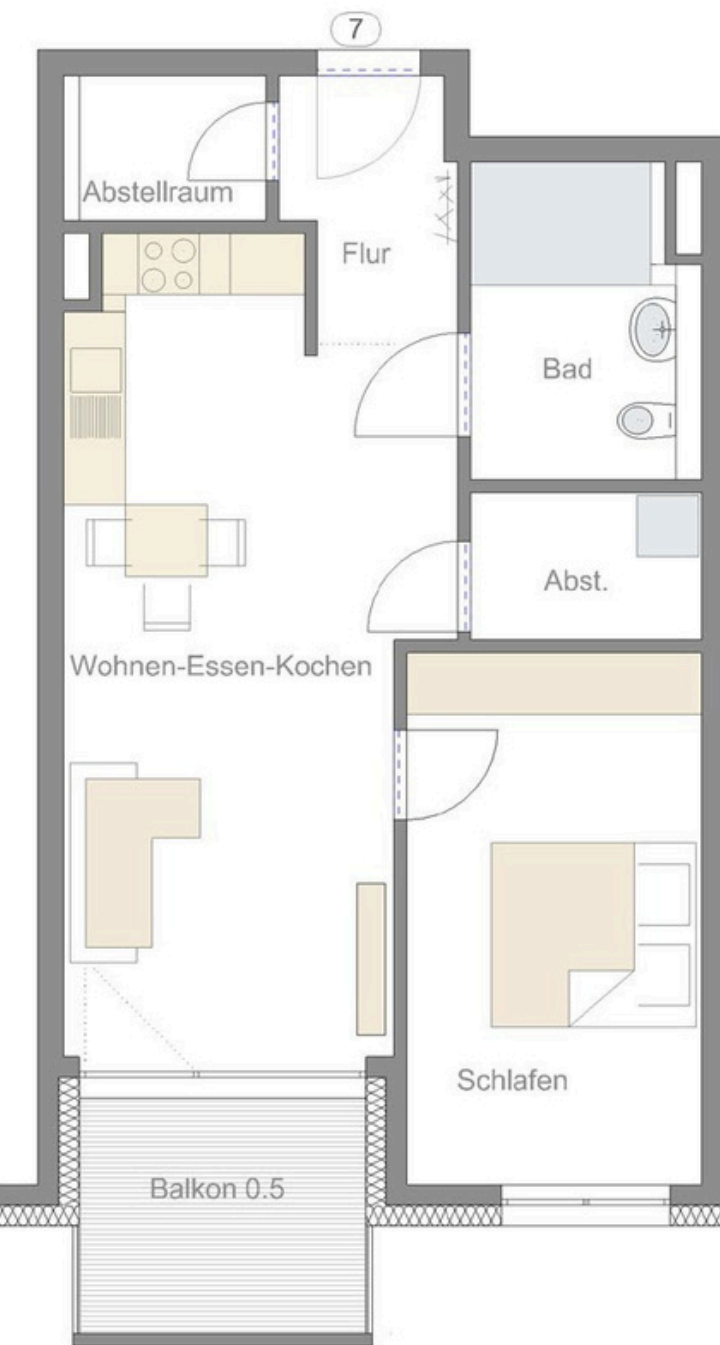 7
Abstellraum
Flur
Bad
Abst.
Wohnen-Essen-Kochen
Schlafen
Balkon 0.5